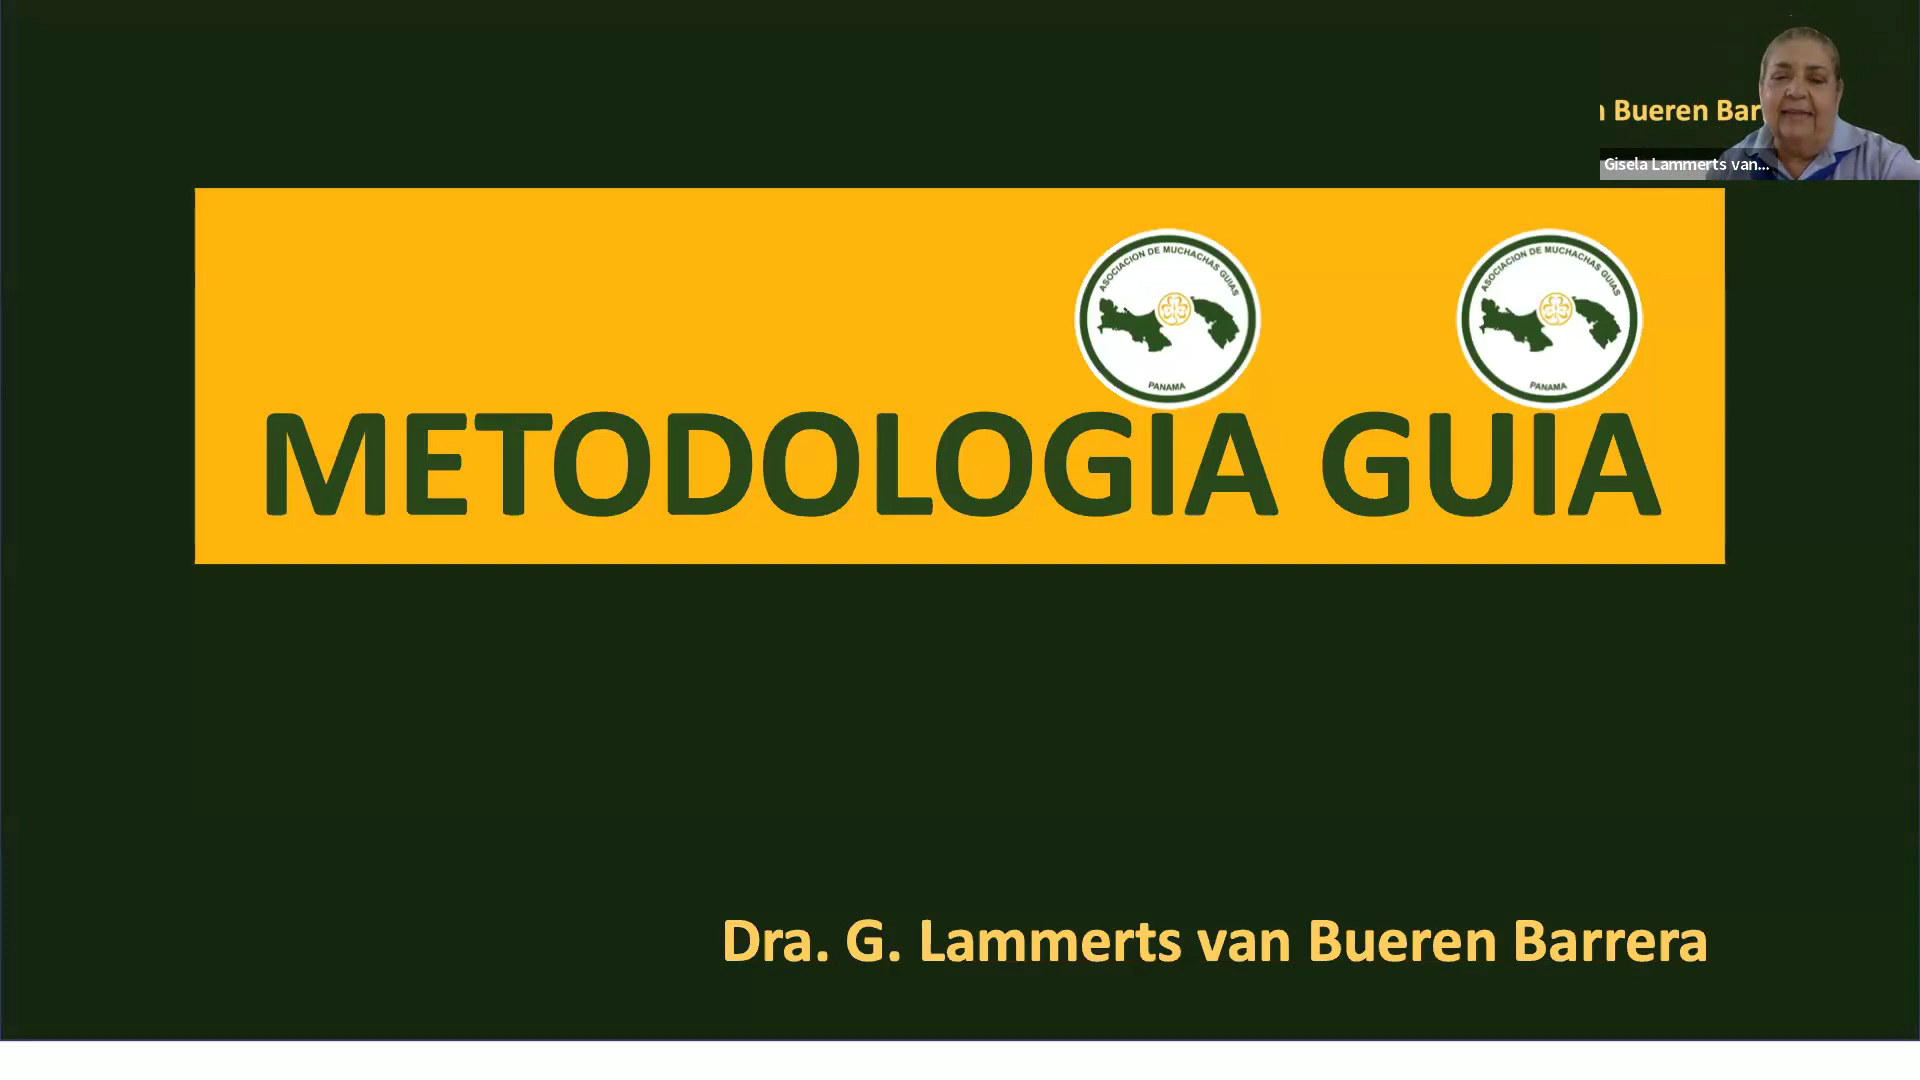 Bueren Bar
Gisela Lammerts van...
ASOCIACION DE MUCHACHAS GUIAS
PANAMA
ASOCIACION DE MUCHACHAS GUIAS
PANAMA
METODOLOGIA GUIA
Dra. G. Lammerts van Bueren Barrera